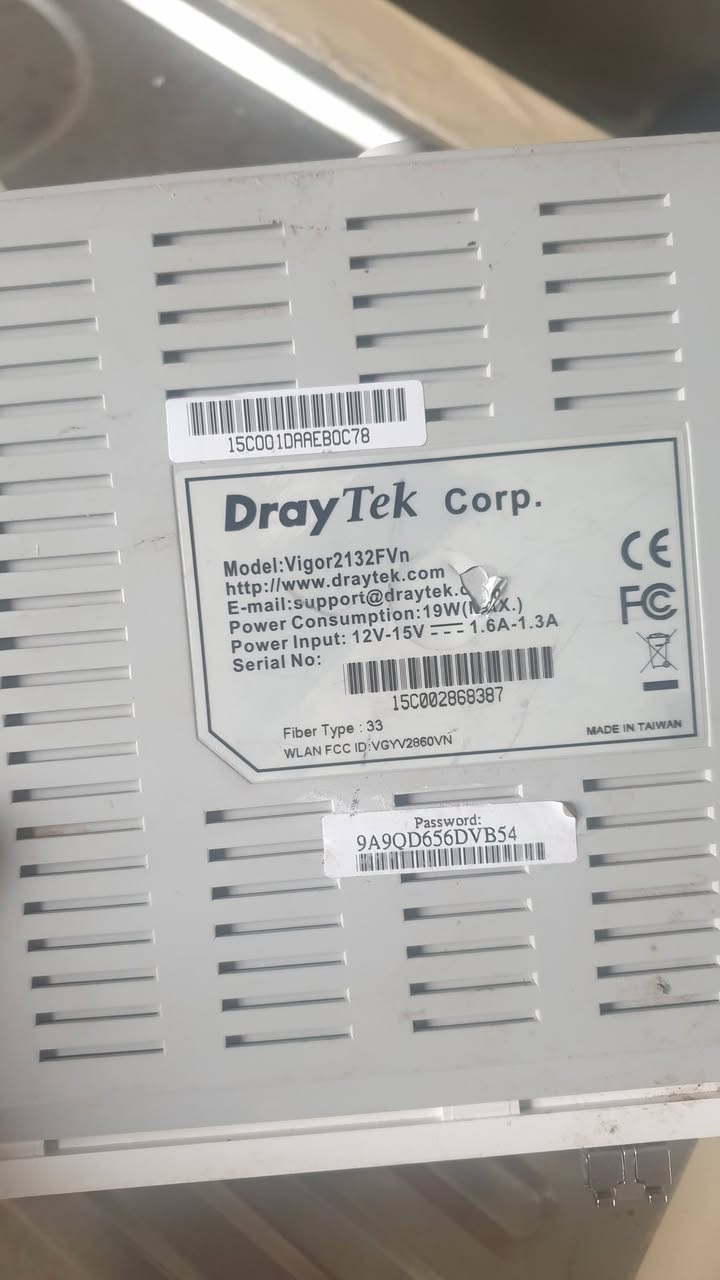 15C001DAAEB0C78
DrayTek Corp.
Model:Vigor2132FVn
http://www.draytek.com
E-mail:support@draytek.c
Power Consumption:19W(MAX.)
Power Input: 12V-15V ⎓ 1.6A-1.3A
Serial No:
15C002868387
Fiber Type : 33
WLAN FCC ID:VGYV2860VN
CE
FC
MADE IN TAIWAN
Password:
9A9QD656DVB54